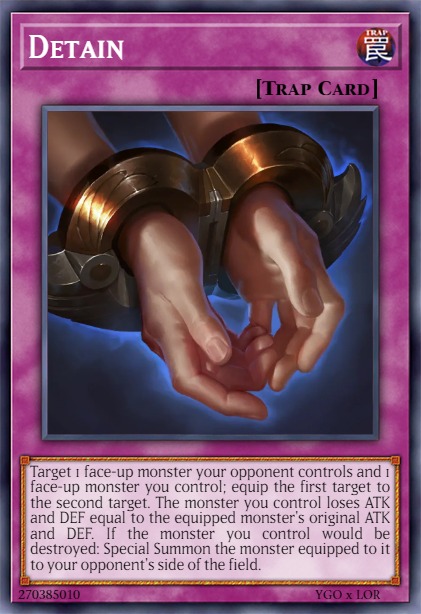 Detain
TRAP
罠
[Trap Card]
Target 1 face-up monster your opponent controls and 1
face-up monster you control; equip the first target to
the second target. The monster you control loses ATK
and DEF equal to the equipped monster's original ATK
and DEF. If the monster you control would be
destroyed: Special Summon the monster equipped to it
to your opponent's side of the field.
270385010
YGO x LOR